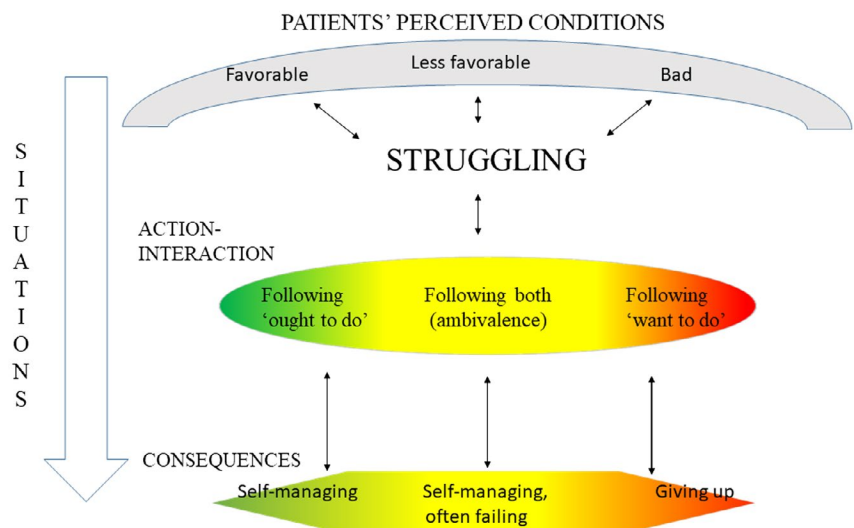 PATIENTS' PERCEIVED CONDITIONS
Favorable
Less favorable
Bad
STRUGGLING
SITUATIONS
ACTION-
INTERACTION
Following
'ought to do'
Following both
(ambivalence)
Following
'want to do'
CONSEQUENCES
Self-managing
Self-managing,
often failing
Giving up